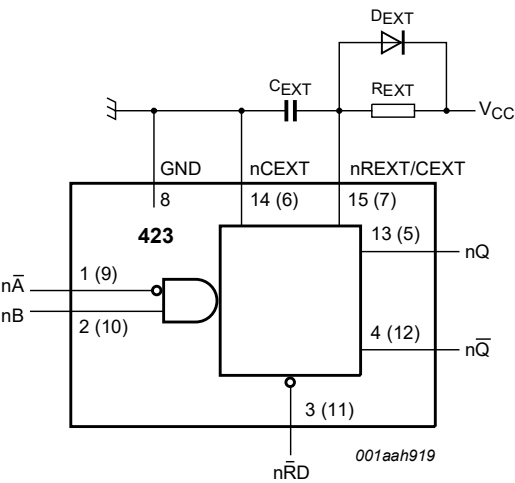 DEXT
CEXT
REXT
VCC
GND
nCEXT
nREXT/CEXT
8
14 (6)
15 (7)
423
13 (5)
nQ
nA̅
1 (9)
nB
2 (10)
4 (12)
nQ̅
3 (11)
nR̅D
001aah919